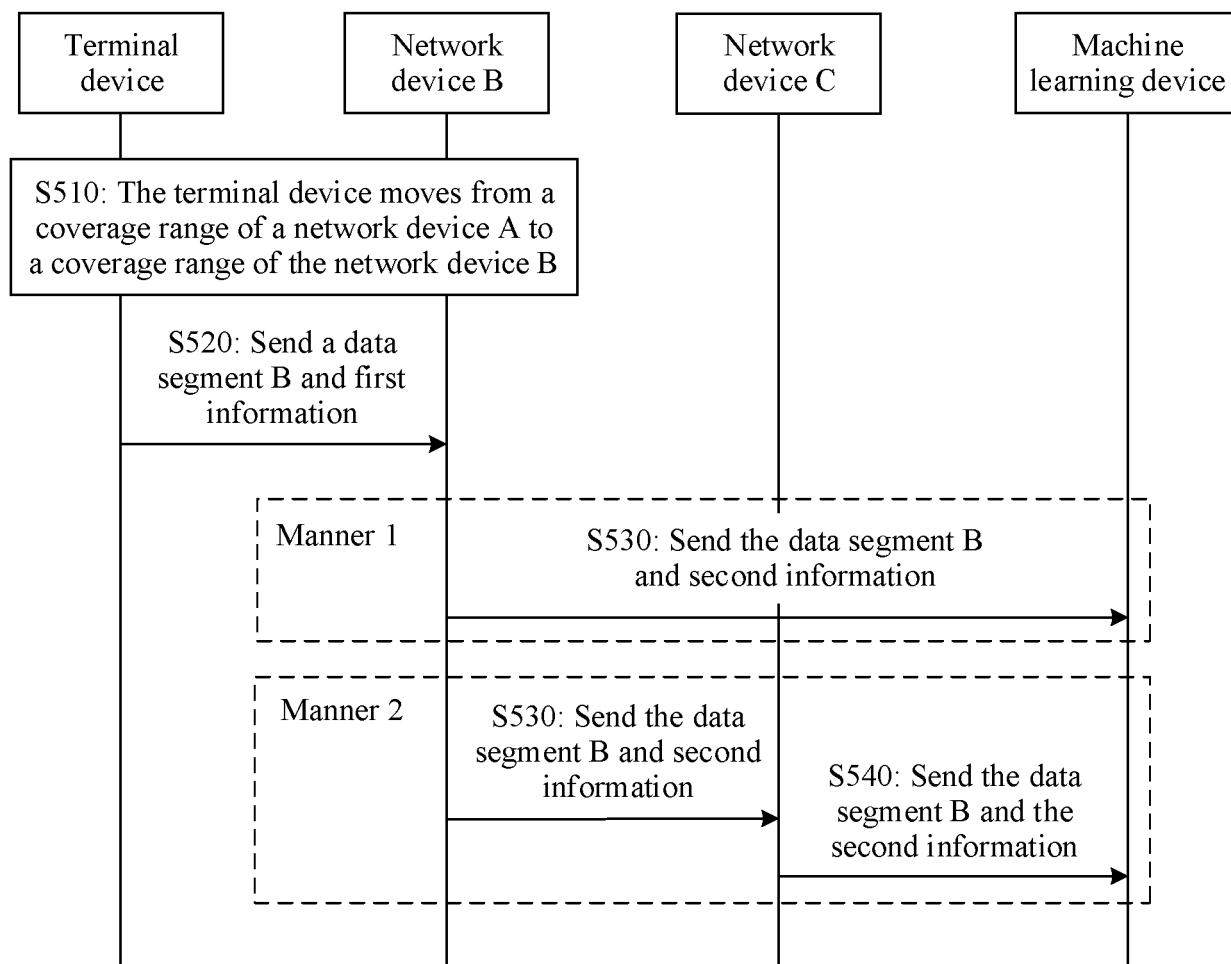 Terminal
device
Network
device B
Network
device C
Machine
learning device
S510: The terminal device moves from a
coverage range of a network device A to
a coverage range of the network device B
S520: Send a data
segment B and first
information
Manner 1
S530: Send the data segment B
and second information
Manner 2
S530: Send the data
segment B and second
information
S540: Send the data
segment B and the
second information